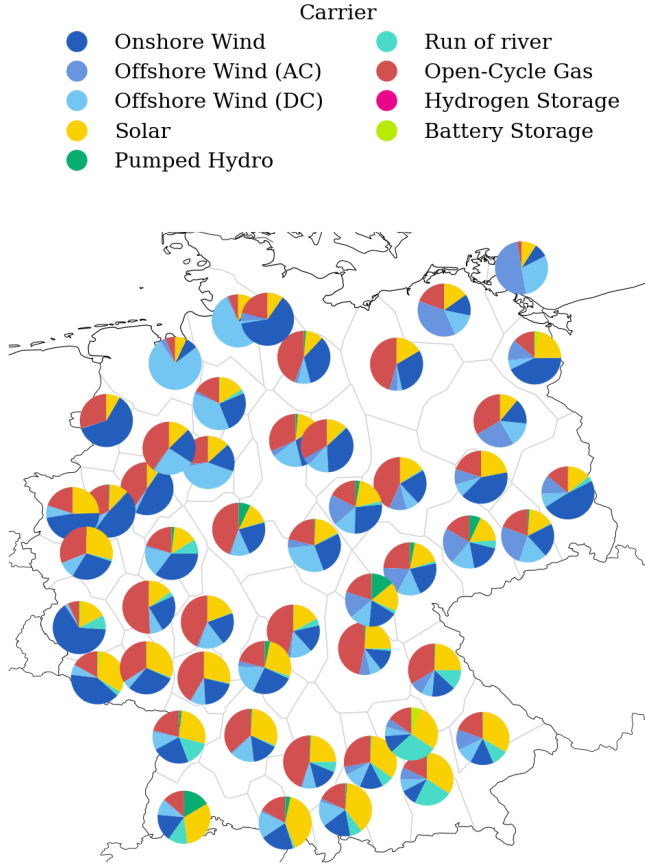 Carrier
Onshore Wind
Offshore Wind (AC)
Offshore Wind (DC)
Solar
Pumped Hydro
Run of river
Open-Cycle Gas
Hydrogen Storage
Battery Storage